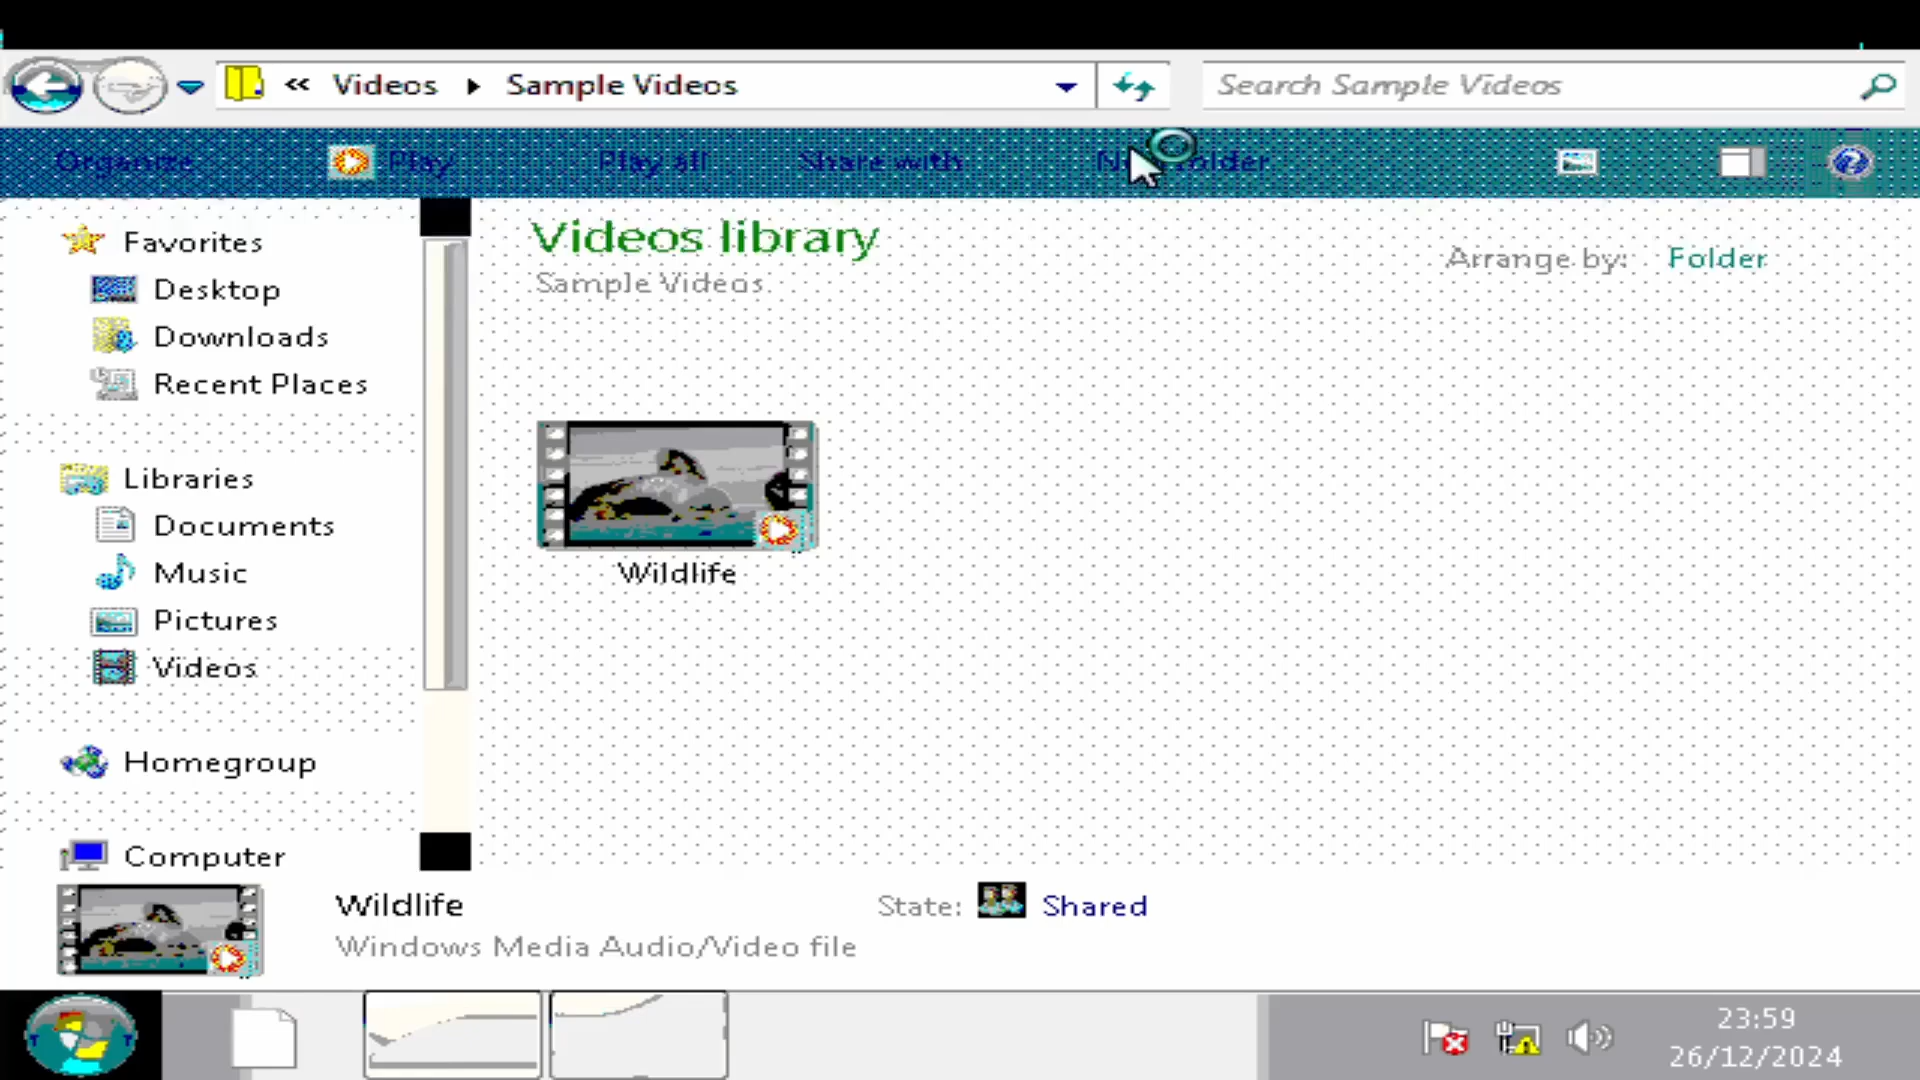 « Videos ▸ Sample Videos
Search Sample Videos
Organize Play Play all Share with folder
Favorites
Desktop
Downloads
Recent Places
Libraries
Documents
Music
Pictures
Videos
Homegroup
Computer
Videos library
Sample Videos
Arrange by: Folder
Wildlife
Wildlife
State: Shared
Windows Media Audio/Video file
23:59
26/12/2024